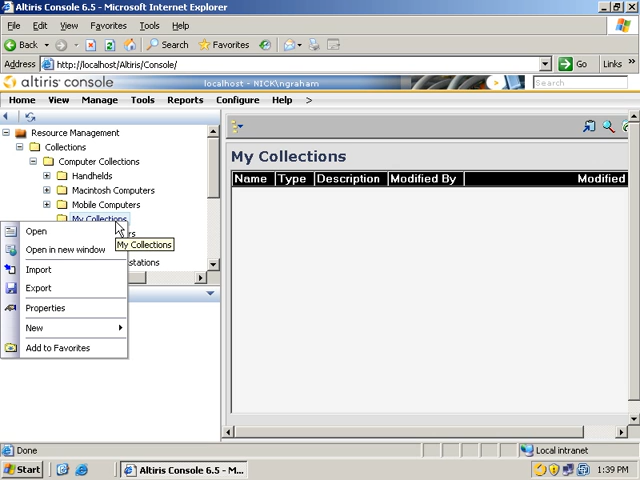 Altiris Console 6.5 - Microsoft Internet Explorer
File Edit View Favorites Tools Help
Back Search Favorites
Address http://localhost/Altiris/Console/ Go Links »
altiris console localhost - NICK\ngraham Search
Home View Manage Tools Reports Configure Help >
Resource Management
Collections
Computer Collections
Handhelds
Macintosh Computers
Mobile Computers
My Collections
My Collections
Open
Open in new window
Import
Export
Properties
New
Add to Favorites
My Collections
Name Type Description Modified By Modified
Done Local intranet
Start Altiris Console 6.5 - M... 1:39 PM